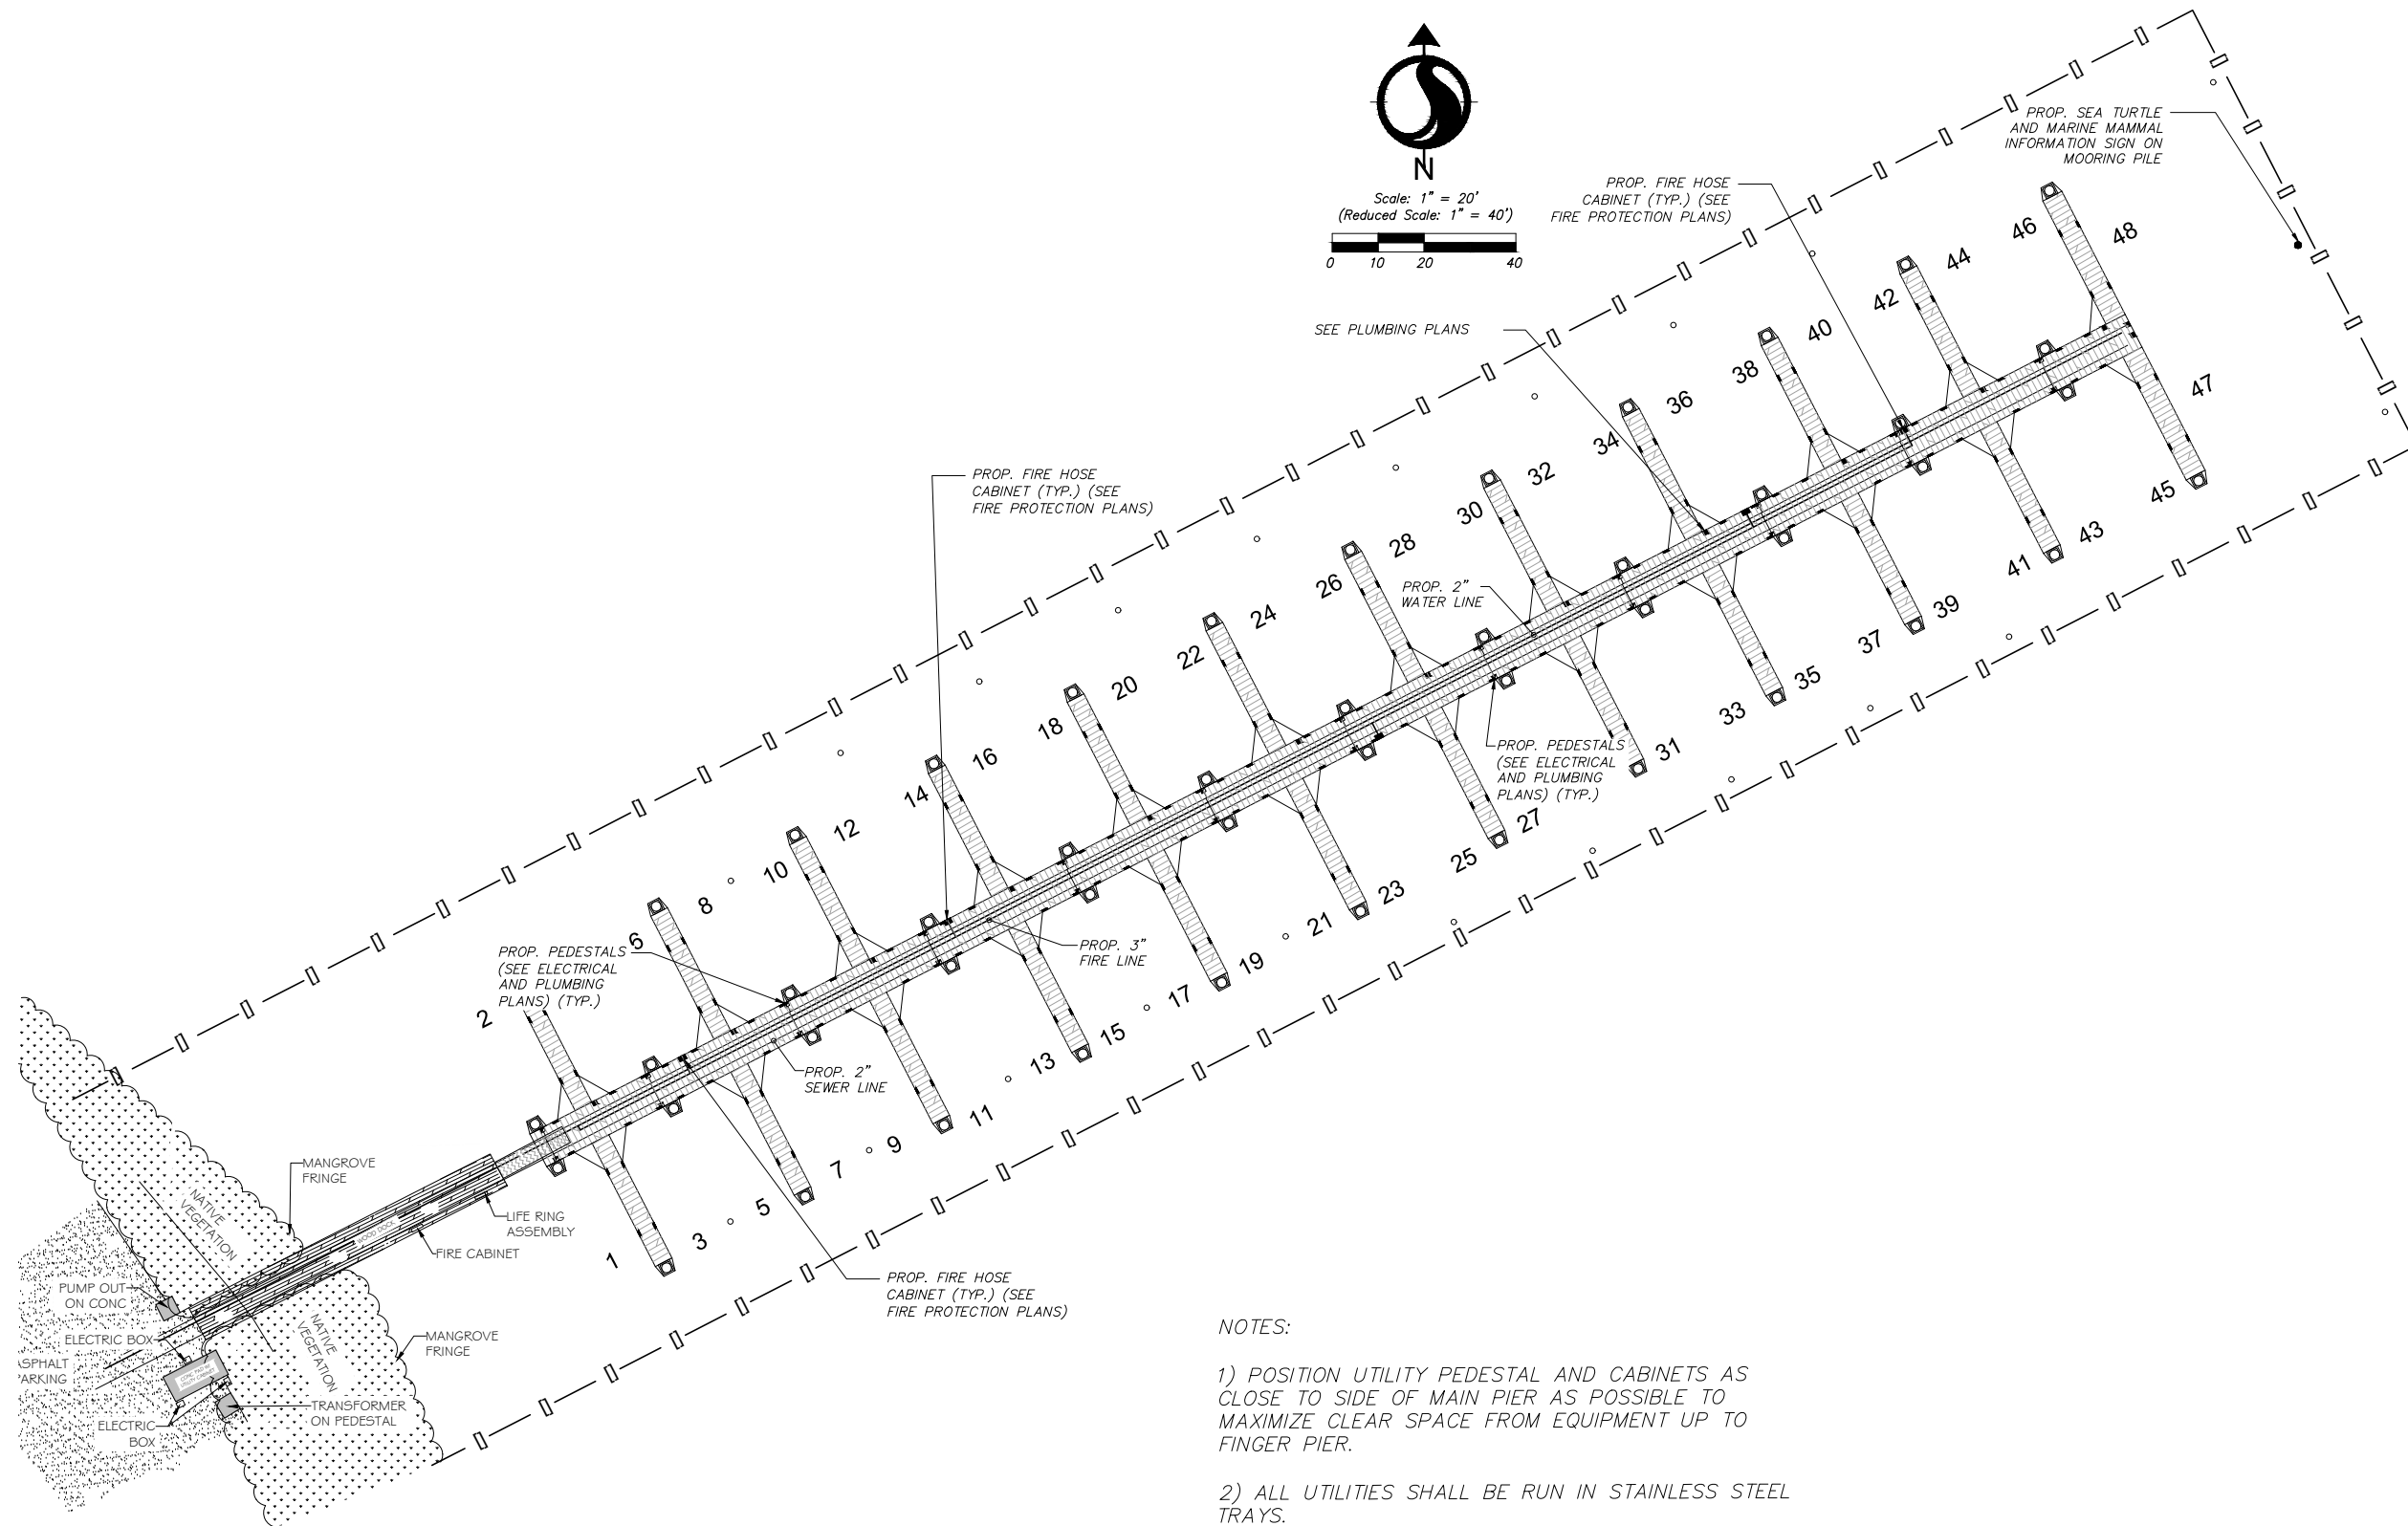 N
Scale: 1" = 20'
(Reduced Scale: 1" = 40')
0 10 20 40
PROP. SEA TURTLE
AND MARINE MAMMAL
INFORMATION SIGN ON
MOORING PILE
PROP. FIRE HOSE
CABINET (TYP.) (SEE
FIRE PROTECTION PLANS)
SEE PLUMBING PLANS
PROP. FIRE HOSE
CABINET (TYP.) (SEE
FIRE PROTECTION PLANS)
46
48
44
42
40
38
36
34
32
30
28
26
24
22
20
18
16
14
12
10
8
6
2
47
45
43
41
39
37
35
33
31
27
25
23
21
19
17
15
13
11
9
7
5
3
1
PROP. 2"
WATER LINE
PROP. PEDESTALS
(SEE ELECTRICAL
AND PLUMBING
PLANS) (TYP.)
PROP. 3"
FIRE LINE
PROP. PEDESTALS
(SEE ELECTRICAL
AND PLUMBING
PLANS) (TYP.)
PROP. 2"
SEWER LINE
PROP. FIRE HOSE
CABINET (TYP.) (SEE
FIRE PROTECTION PLANS)
MANGROVE
FRINGE
NATIVE
VEGETATION
LIFE RING
ASSEMBLY
WOOD DOCK
FIRE CABINET
PUMP OUT
ON CONC
ELECTRIC BOX
NATIVE
VEGETATION
MANGROVE
FRINGE
ASPHALT
PARKING
TRANSFORMER
ON PEDESTAL
ELECTRIC
BOX
NOTES:
1) POSITION UTILITY PEDESTAL AND CABINETS AS
CLOSE TO SIDE OF MAIN PIER AS POSSIBLE TO
MAXIMIZE CLEAR SPACE FROM EQUIPMENT UP TO
FINGER PIER.
2) ALL UTILITIES SHALL BE RUN IN STAINLESS STEEL
TRAYS.